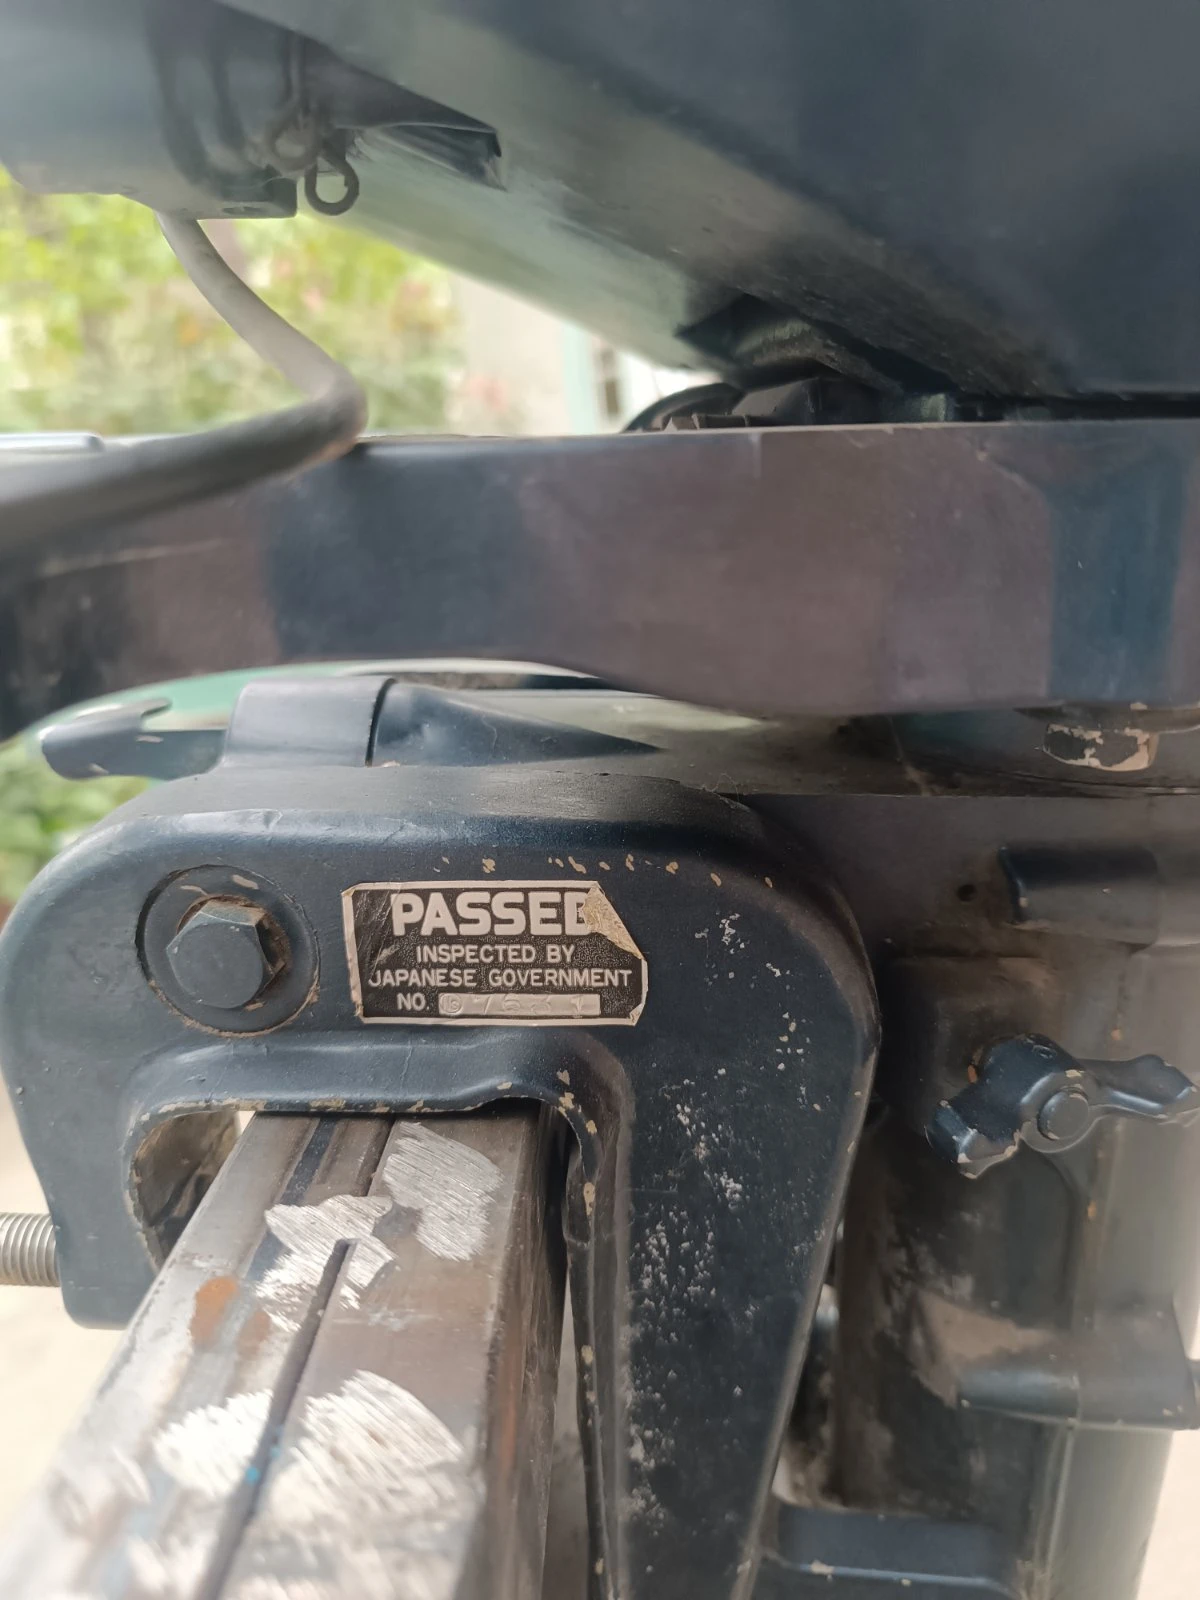 PASSED
INSPECTED BY
JAPANESE GOVERNMENT
NO.